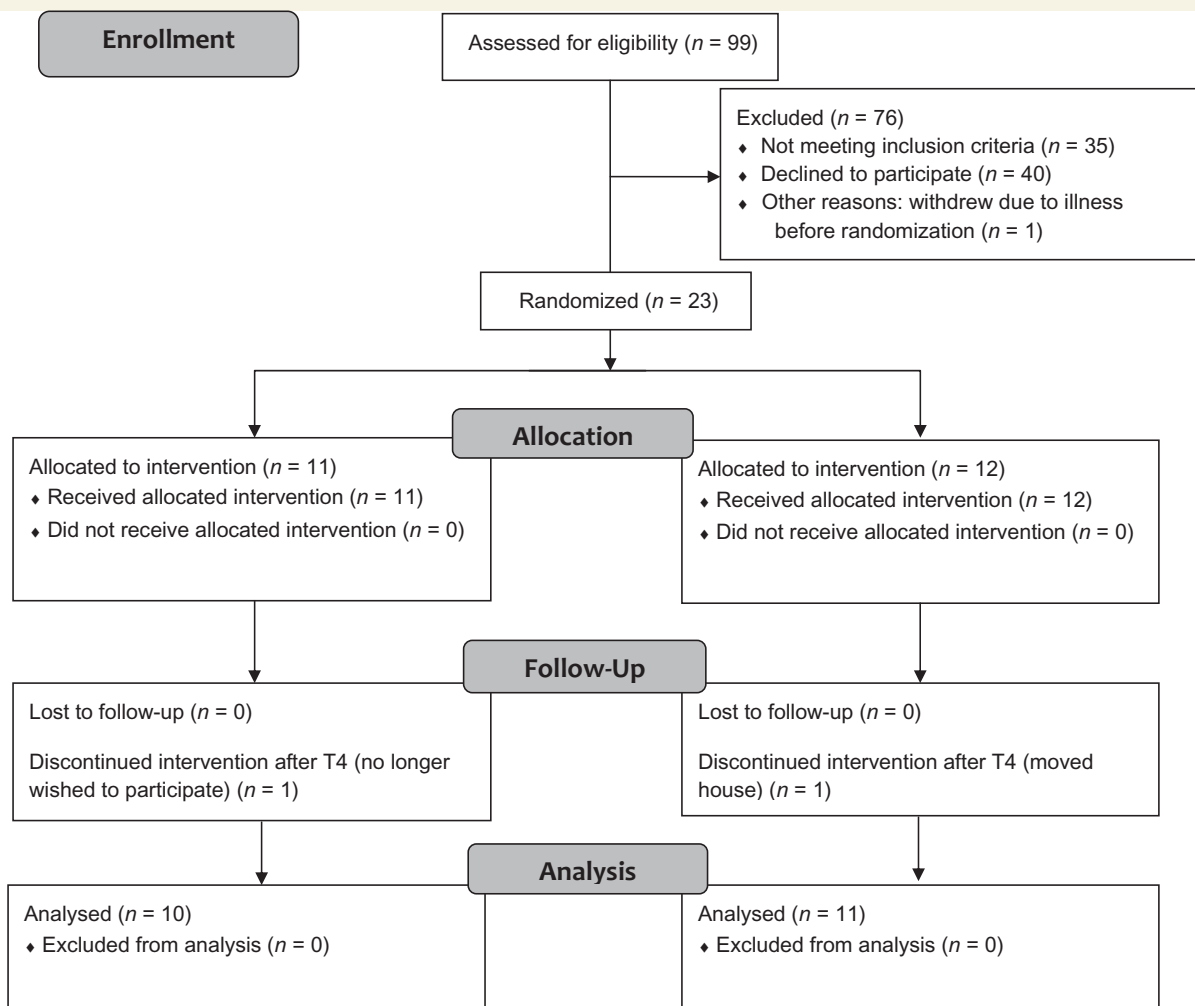 Enrollment
Assessed for eligibility (n = 99)
Excluded (n = 76)
♦ Not meeting inclusion criteria (n = 35)
♦ Declined to participate (n = 40)
♦ Other reasons: withdrew due to illness
before randomization (n = 1)
Randomized (n = 23)
Allocation
Allocated to intervention (n = 11)
♦ Received allocated intervention (n = 11)
♦ Did not receive allocated intervention (n = 0)
Allocated to intervention (n = 12)
♦ Received allocated intervention (n = 12)
♦ Did not receive allocated intervention (n = 0)
Follow-Up
Lost to follow-up (n = 0)
Discontinued intervention after T4 (no longer
wished to participate) (n = 1)
Lost to follow-up (n = 0)
Discontinued intervention after T4 (moved
house) (n = 1)
Analysis
Analysed (n = 10)
♦ Excluded from analysis (n = 0)
Analysed (n = 11)
♦ Excluded from analysis (n = 0)